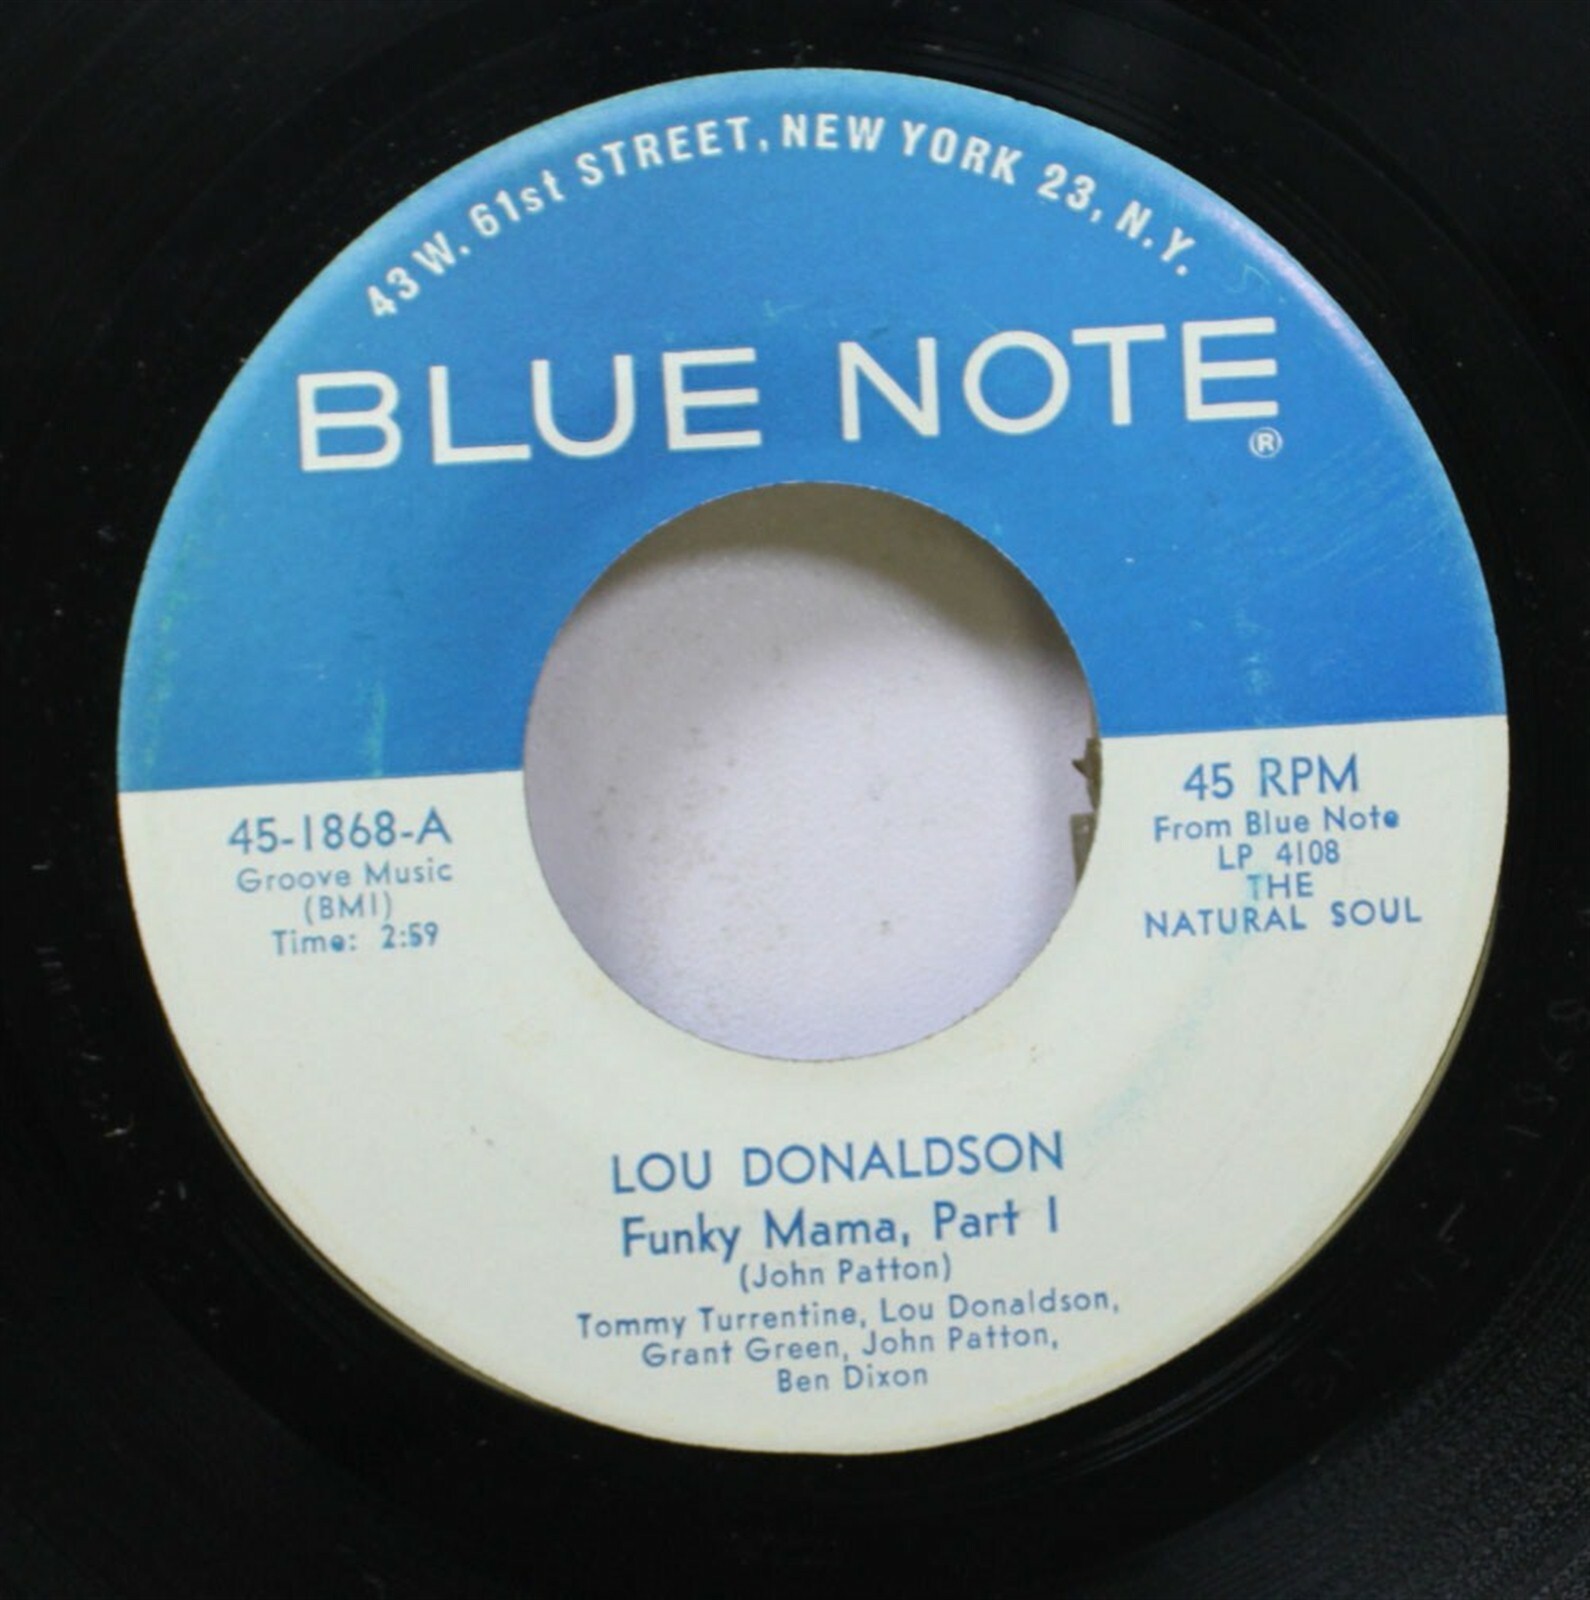 43 W. 61st STREET, NEW YORK 23, N.Y.
BLUE NOTE
®
45-1868-A
Groove Music
(BMI)
Time: 2:59
45 RPM
From Blue Note
LP 4108
THE
NATURAL SOUL
LOU DONALDSON
Funky Mama, Part 1
(John Patton)
Tommy Turrentine, Lou Donaldson,
Grant Green, John Patton,
Ben Dixon